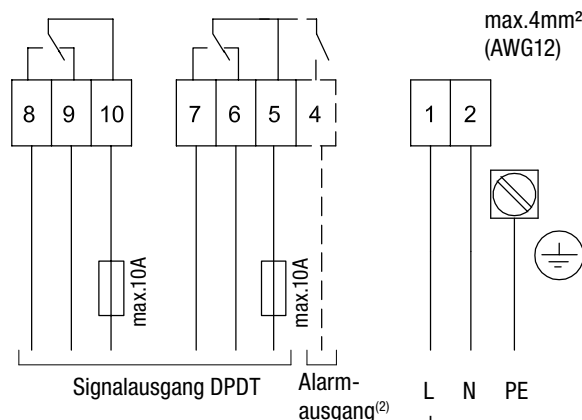 max.4mm²
(AWG12)
8 9 10
7 6 5 4
1 2
max.10A
max.10A
Signalausgang DPDT
Alarm-
ausgang(2)
L N PE